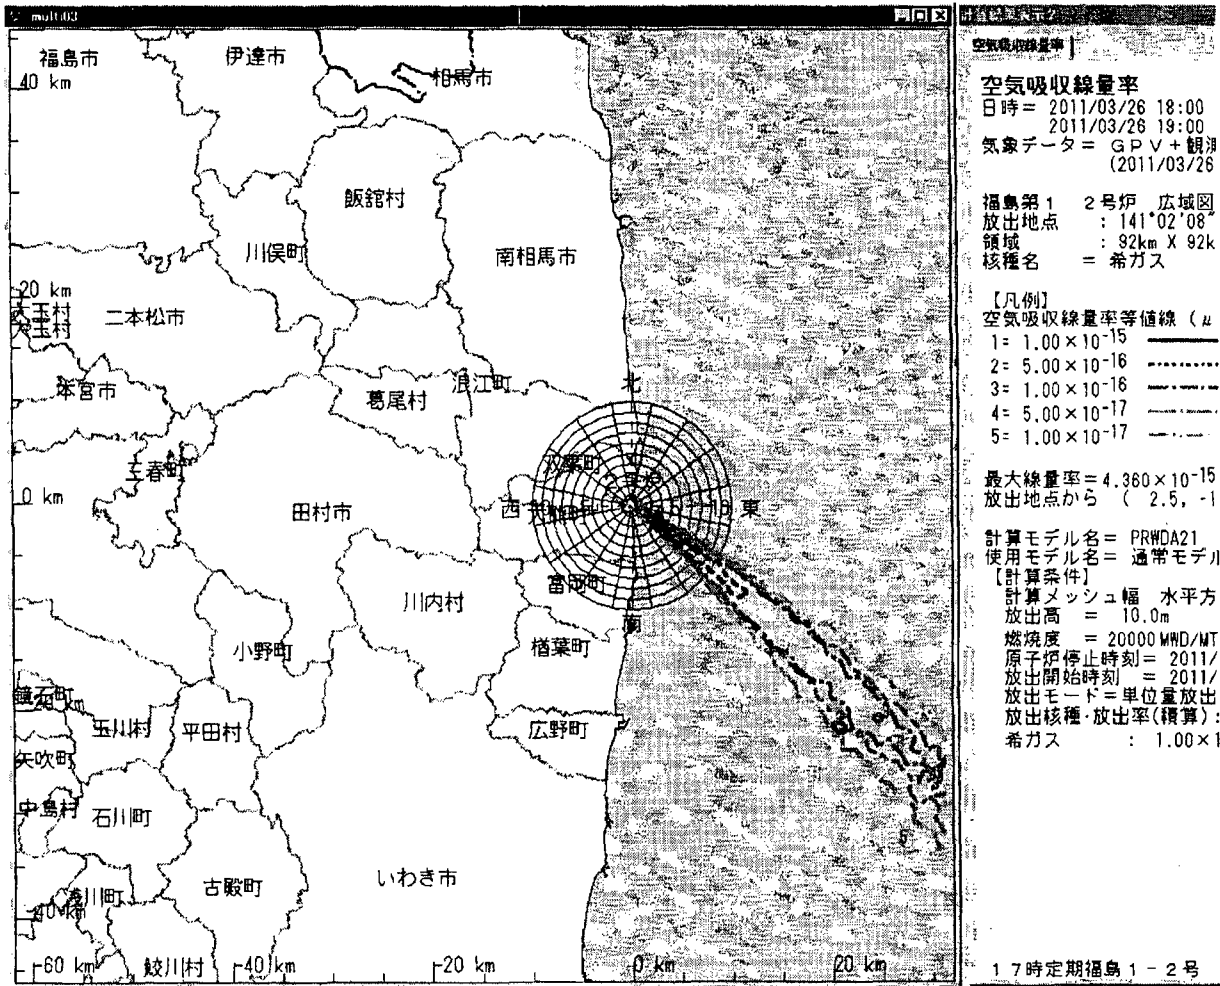 multi03
福島市
伊達市
相馬市
40 km
飯舘村
川俣町
南相馬市
20 km
大玉村
大玉村
二本松市
本宮市
浪江町
北
葛尾村
三春町
双葉町
0 km
田村市
西
東
富岡町
川内村
南
小野町
楢葉町
鏡石町
玉川村
平田村
広野町
矢吹町
中島村
石川町
いわき市
浅川町
古殿町
-40 km
-60 km
鮫川村
-40 km
-20 km
0 km
20 km
空気吸収線量率
空気吸収線量率
日時= 2011/03/26 18:00
2011/03/26 19:00
気象データ= GPV+観測
(2011/03/26
福島第1 2号炉 広域図
放出地点 : 141°02'08"
領域 : 92km X 92k
核種名 = 希ガス
【凡例】
空気吸収線量率等値線 (μ
1= 1.00×10-15
2= 5.00×10-16
3= 1.00×10-16
4= 5.00×10-17
5= 1.00×10-17
最大線量率=4.360×10-15
放出地点から ( 2.5, -1
計算モデル名= PRWDA21
使用モデル名= 通常モデル
【計算条件】
計算メッシュ幅 水平方
放出高 = 10.0m
燃焼度 = 20000MWD/MT
原子炉停止時刻= 2011/
放出開始時刻 = 2011/
放出モード=単位量放出
放出核種・放出率(積算):
希ガス : 1.00×1
17時定期福島1-2号